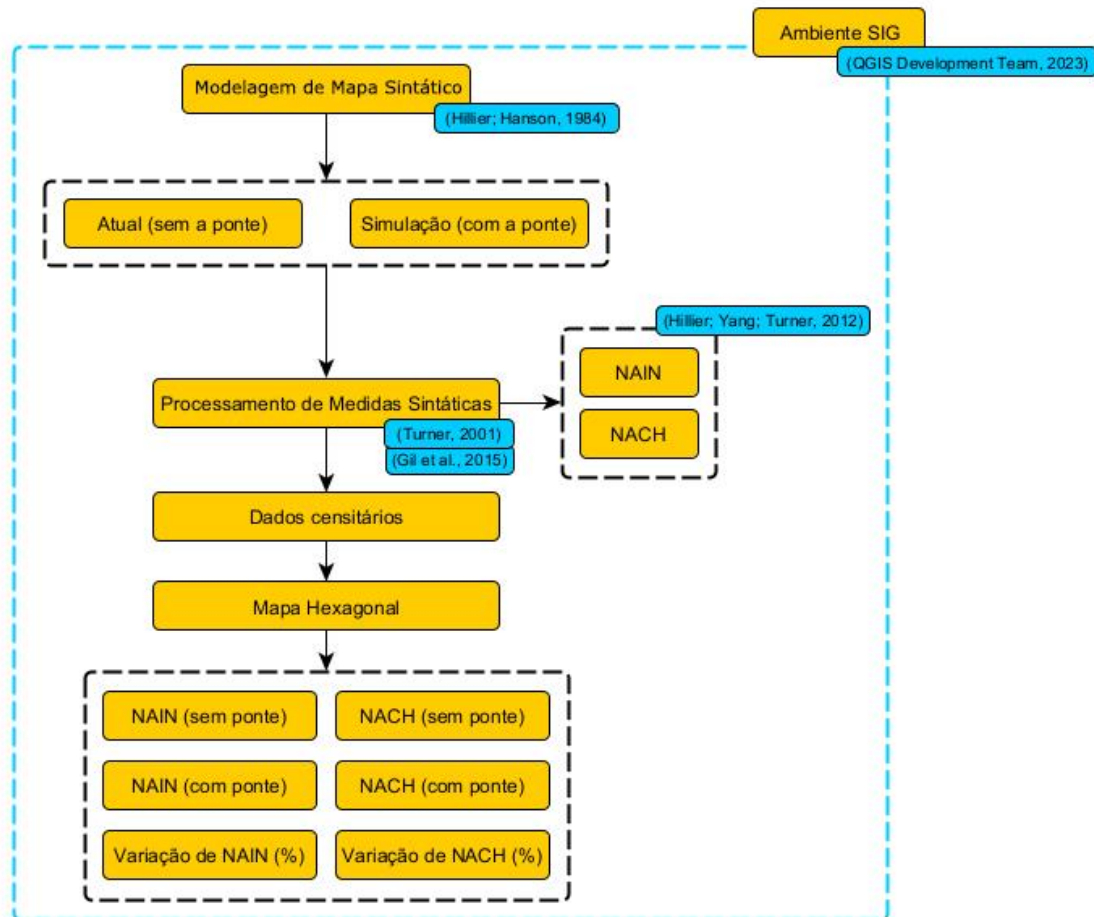 Ambiente SIG
(QGIS Development Team, 2023)
Modelagem de Mapa Sintático
(Hillier; Hanson, 1984)
Atual (sem a ponte)
Simulação (com a ponte)
(Hillier; Yang; Turner, 2012)
NAIN
NACH
Processamento de Medidas Sintáticas
(Turner, 2001)
(Gil et al., 2015)
Dados censitários
Mapa Hexagonal
NAIN (sem ponte)
NACH (sem ponte)
NAIN (com ponte)
NACH (com ponte)
Variação de NAIN (%)
Variação de NACH (%)